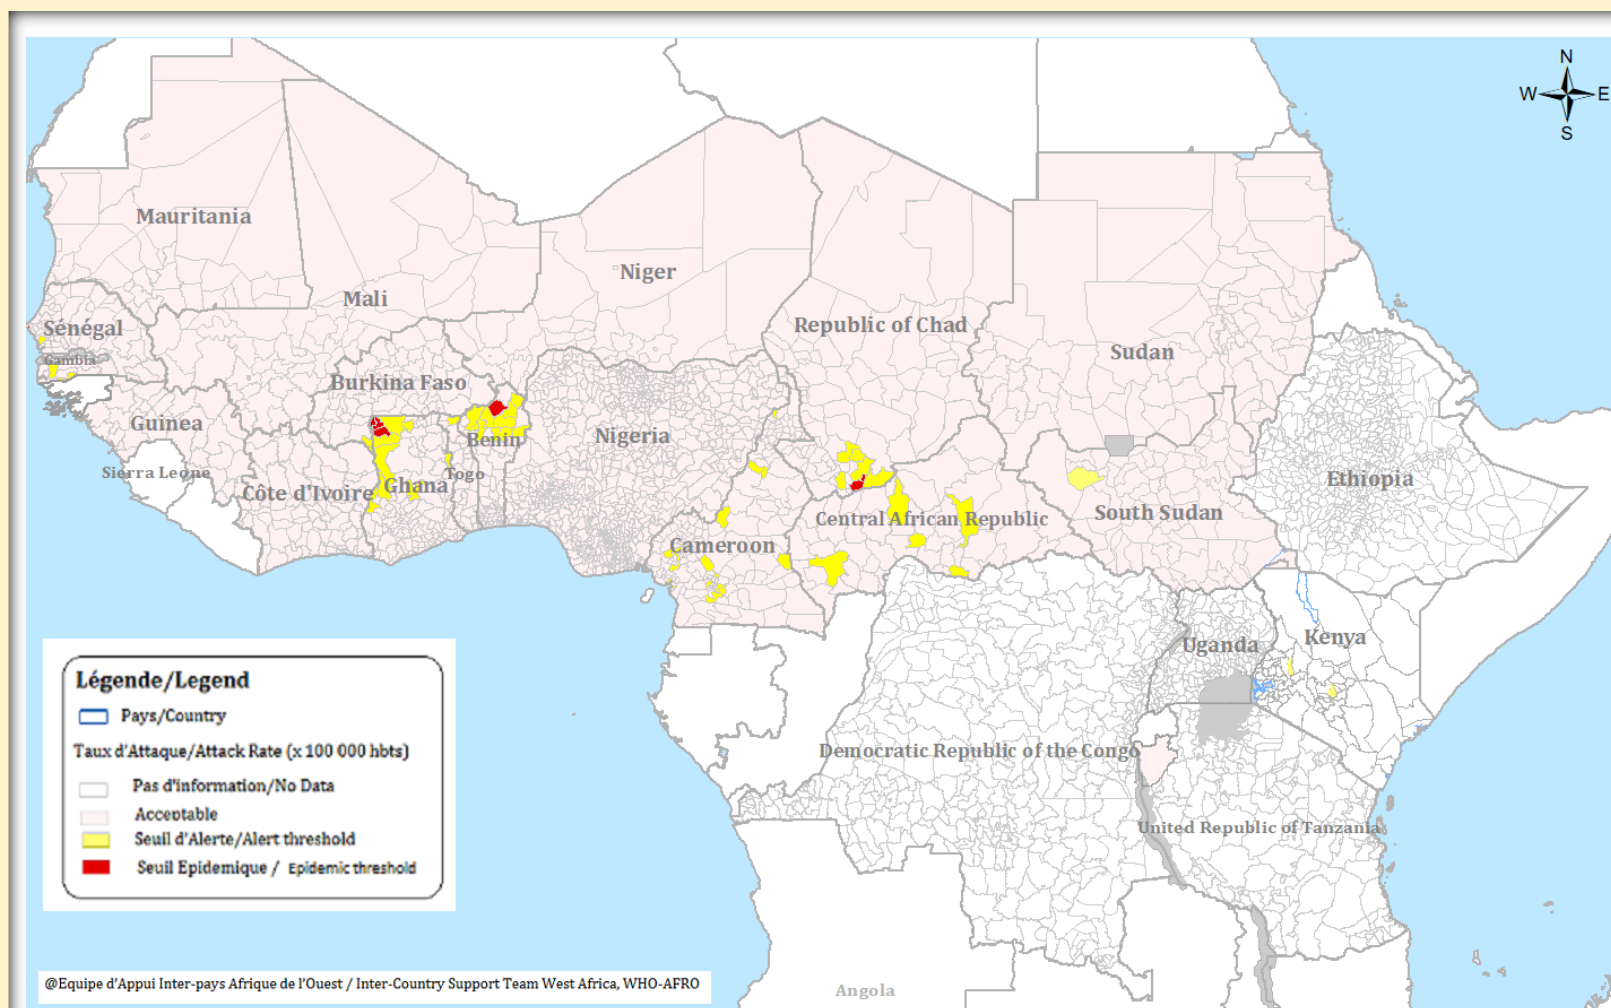 N
W E
S
Mauritania
Niger
Mali
Republic of Chad
Sénégal
Sudan
Gambia
Burkina Faso
Guinea
Benin
Nigeria
Sierra Leone
Togo
Ethiopia
Côte d'Ivoire
Ghana
South Sudan
Central African Republic
Cameroon
Uganda
Kenya
Democratic Republic of the Congo
United Republic of Tanzania
Angola
Légende/Legend
Pays/Country
Taux d'Attaque/Attack Rate (x 100 000 hbts)
Pas d'information/No Data
Acceptable
Seuil d'Alerte/Alert threshold
Seuil Epidemique / Epidemic threshold
@Equipe d'Appui Inter-pays Afrique de l'Ouest / Inter-Country Support Team West Africa, WHO-AFRO